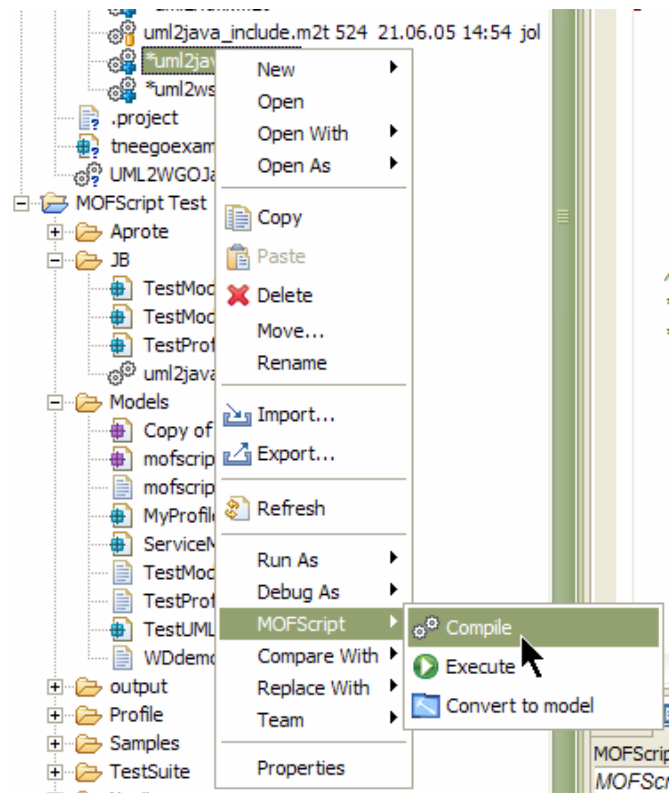 uml2java_include.m2t 524 21.06.05 14:54 jol
*uml2jav
*uml2ws
.project
tneegoexam
UML2WGOJa
MOFScript Test
Aprote
JB
TestMod
TestMod
TestProf
uml2java
Models
Copy of
mofscrip
mofscrip
MyProfile
ServiceM
TestMod
TestProf
TestUML
WDdemo
output
Profile
Samples
TestSuite
New
Open
Open With
Open As
Copy
Paste
Delete
Move...
Rename
Import...
Export...
Refresh
Run As
Debug As
MOFScript
Compare With
Replace With
Team
Properties
Compile
Execute
Convert to model
MOFScrip
MOFScr